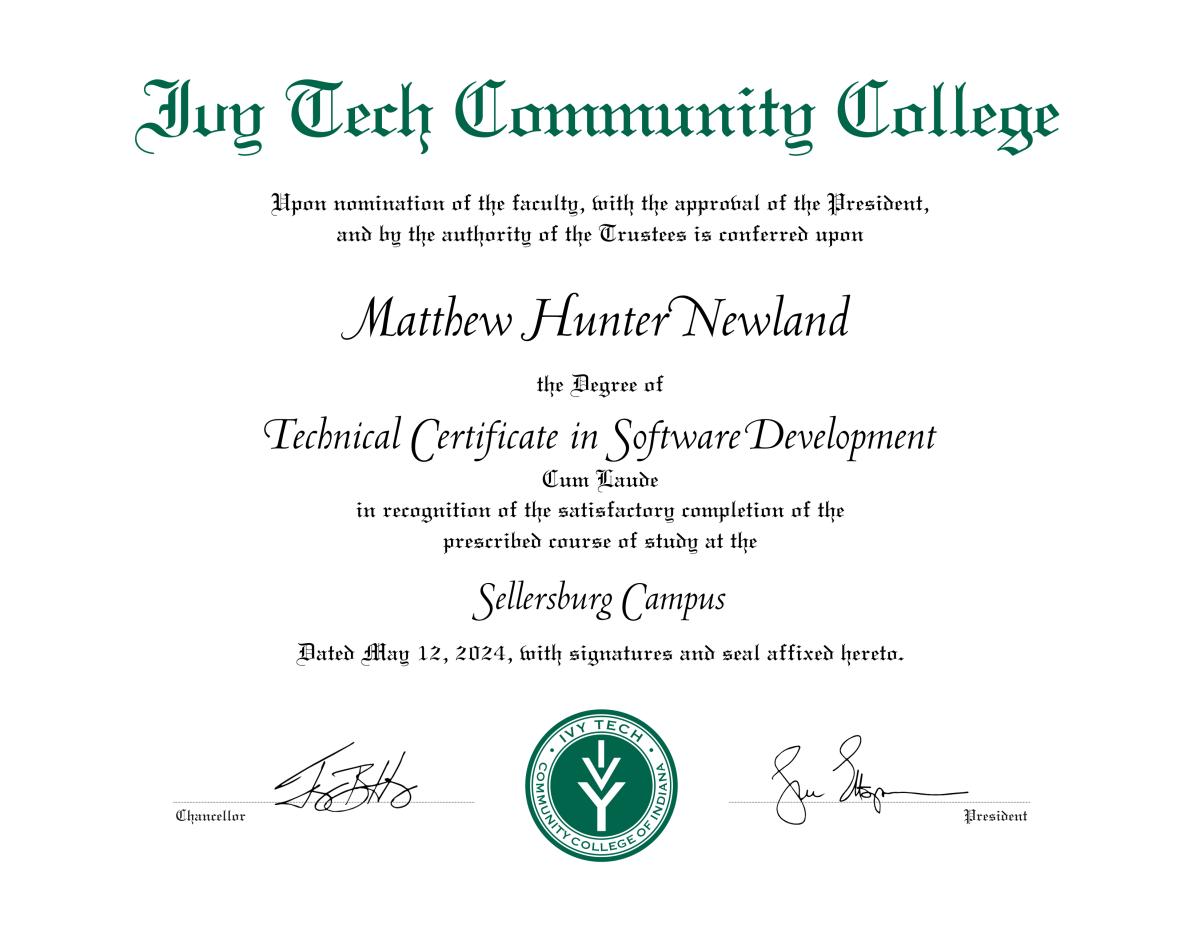 Ivy Tech Community College
Upon nomination of the faculty, with the approval of the President,
and by the authority of the Trustees is conferred upon
Matthew Hunter Newland
the Degree of
Technical Certificate in Software Development
Cum Laude
in recognition of the satisfactory completion of the
prescribed course of study at the
Sellersburg Campus
Dated May 12, 2024, with signatures and seal affixed hereto.
IVY TECH
IVY
COMMUNITY COLLEGE OF INDIANA
Chancellor
President